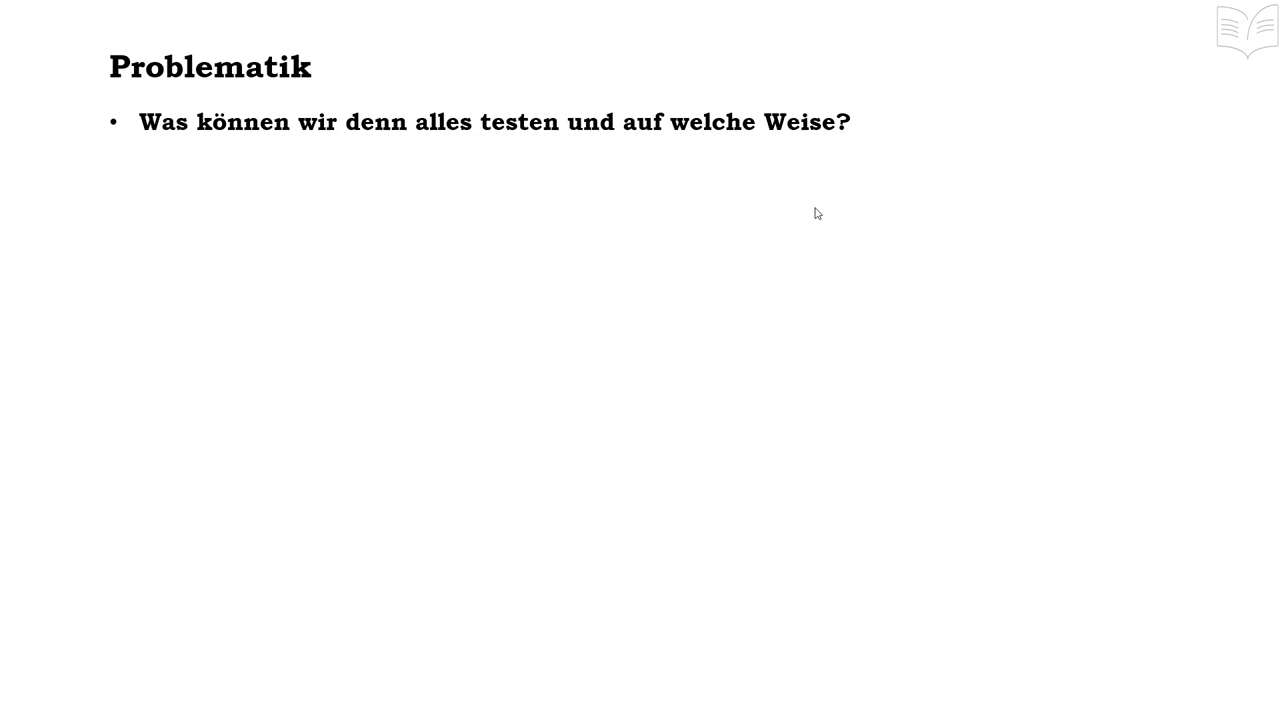 Problematik
• Was können wir denn alles testen und auf welche Weise?